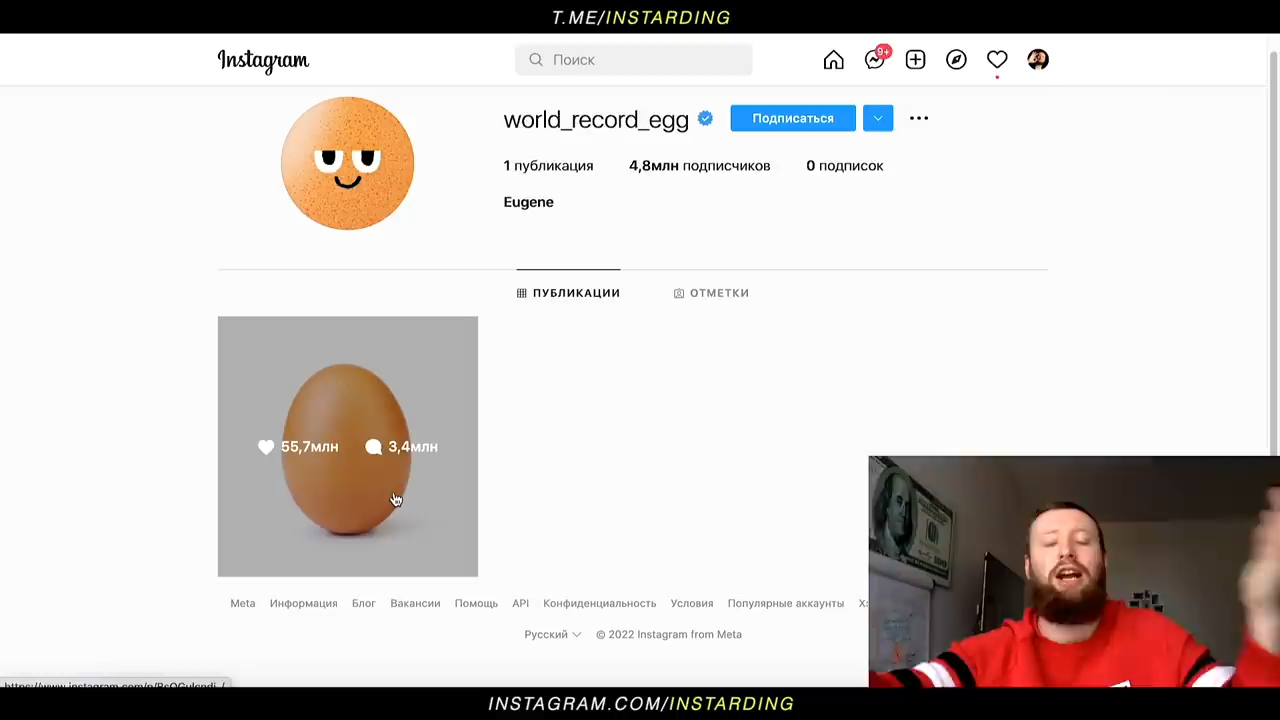 T.ME/INSTARDING
Instagram
Поиск
9+
world_record_egg
Подписаться
1 публикация 4,8млн подписчиков 0 подписок
Eugene
ПУБЛИКАЦИИ ОТМЕТКИ
55,7млн 3,4млн
100
Meta Информация Блог Вакансии Помощь API Конфиденциальность Условия Популярные аккаунты
Русский © 2022 Instagram from Meta
INSTAGRAM.COM/INSTARDING